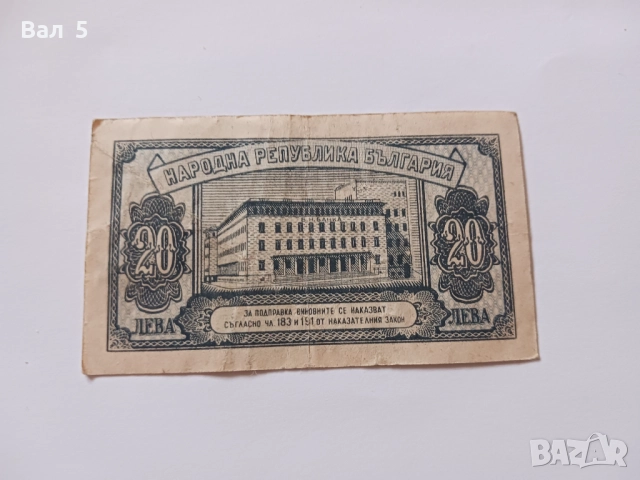 Вал 5
НАРОДНА РЕПУБЛИКА БЪЛГАРИЯ
20
20
ЛЕВА
ЛЕВА
ЗА ПОДПРАВКА ВИНОВНИТЕ СЕ НАКАЗВАТ
СЪГЛАСНО ЧЛ 183 И 151 ОТ НАКАЗАТЕЛНИЯ ЗАКОН
BAZAR